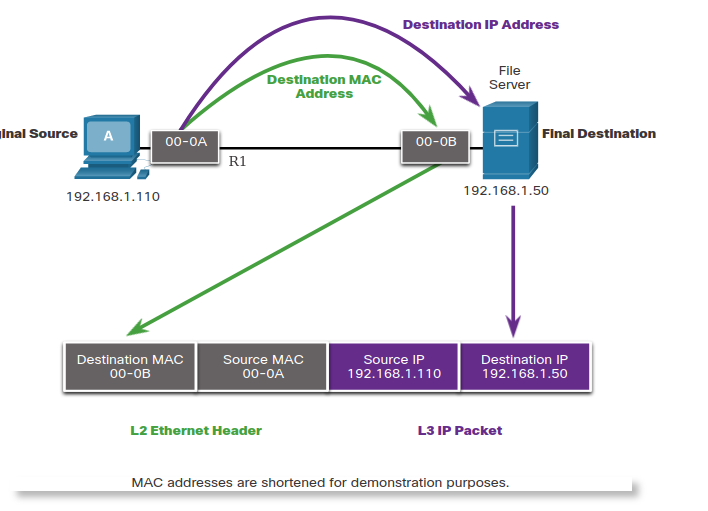 Destination IP Address
File
Server
Destination MAC
Address
inal Source
A
00-0A
00-0B
Final Destination
R1
192.168.1.110
192.168.1.50
Destination MAC
00-0B
Source MAC
00-0A
Source IP
192.168.1.110
Destination IP
192.168.1.50
L2 Ethernet Header
L3 IP Packet
MAC addresses are shortened for demonstration purposes.